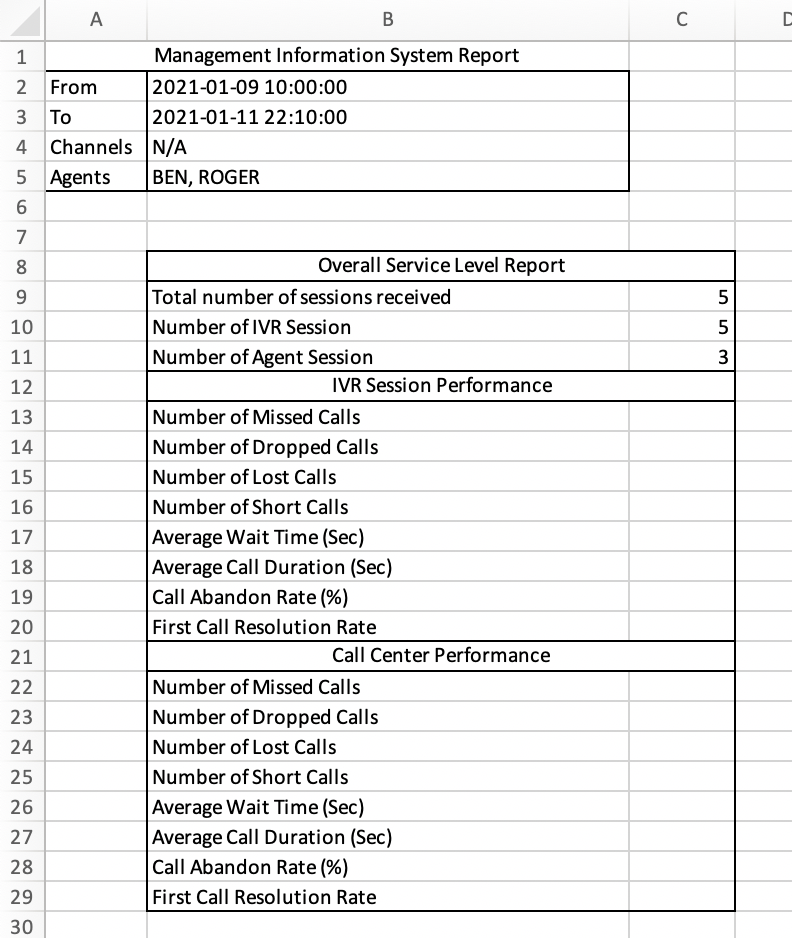 A B C D
1 Management Information System Report
2 From 2021-01-09 10:00:00
3 To 2021-01-11 22:10:00
4 Channels N/A
5 Agents BEN, ROGER
6
7
8 Overall Service Level Report
9 Total number of sessions received 5
10 Number of IVR Session 5
11 Number of Agent Session 3
12 IVR Session Performance
13 Number of Missed Calls
14 Number of Dropped Calls
15 Number of Lost Calls
16 Number of Short Calls
17 Average Wait Time (Sec)
18 Average Call Duration (Sec)
19 Call Abandon Rate (%)
20 First Call Resolution Rate
21 Call Center Performance
22 Number of Missed Calls
23 Number of Dropped Calls
24 Number of Lost Calls
25 Number of Short Calls
26 Average Wait Time (Sec)
27 Average Call Duration (Sec)
28 Call Abandon Rate (%)
29 First Call Resolution Rate
30